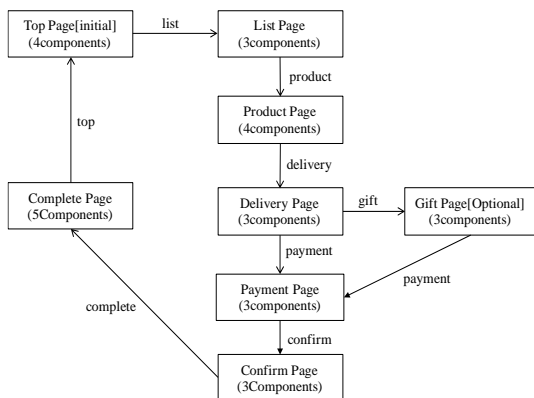 Top Page[initial]
(4components)
list
List Page
(3components)
product
Product Page
(4components)
top
delivery
Complete Page
(5Components)
Delivery Page
(3components)
gift
Gift Page[Optional]
(3components)
payment
payment
Payment Page
(3components)
complete
confirm
Confirm Page
(3Components)